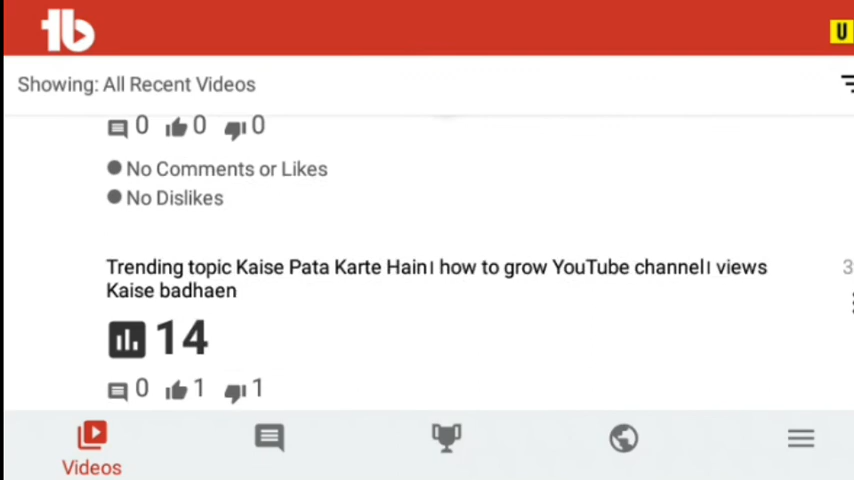 tb
U
Showing: All Recent Videos
0 0 0
No Comments or Likes
No Dislikes
Trending topic Kaise Pata Karte Hain। how to grow YouTube channel। views
Kaise badhaen
3
14
0 1 1
Videos